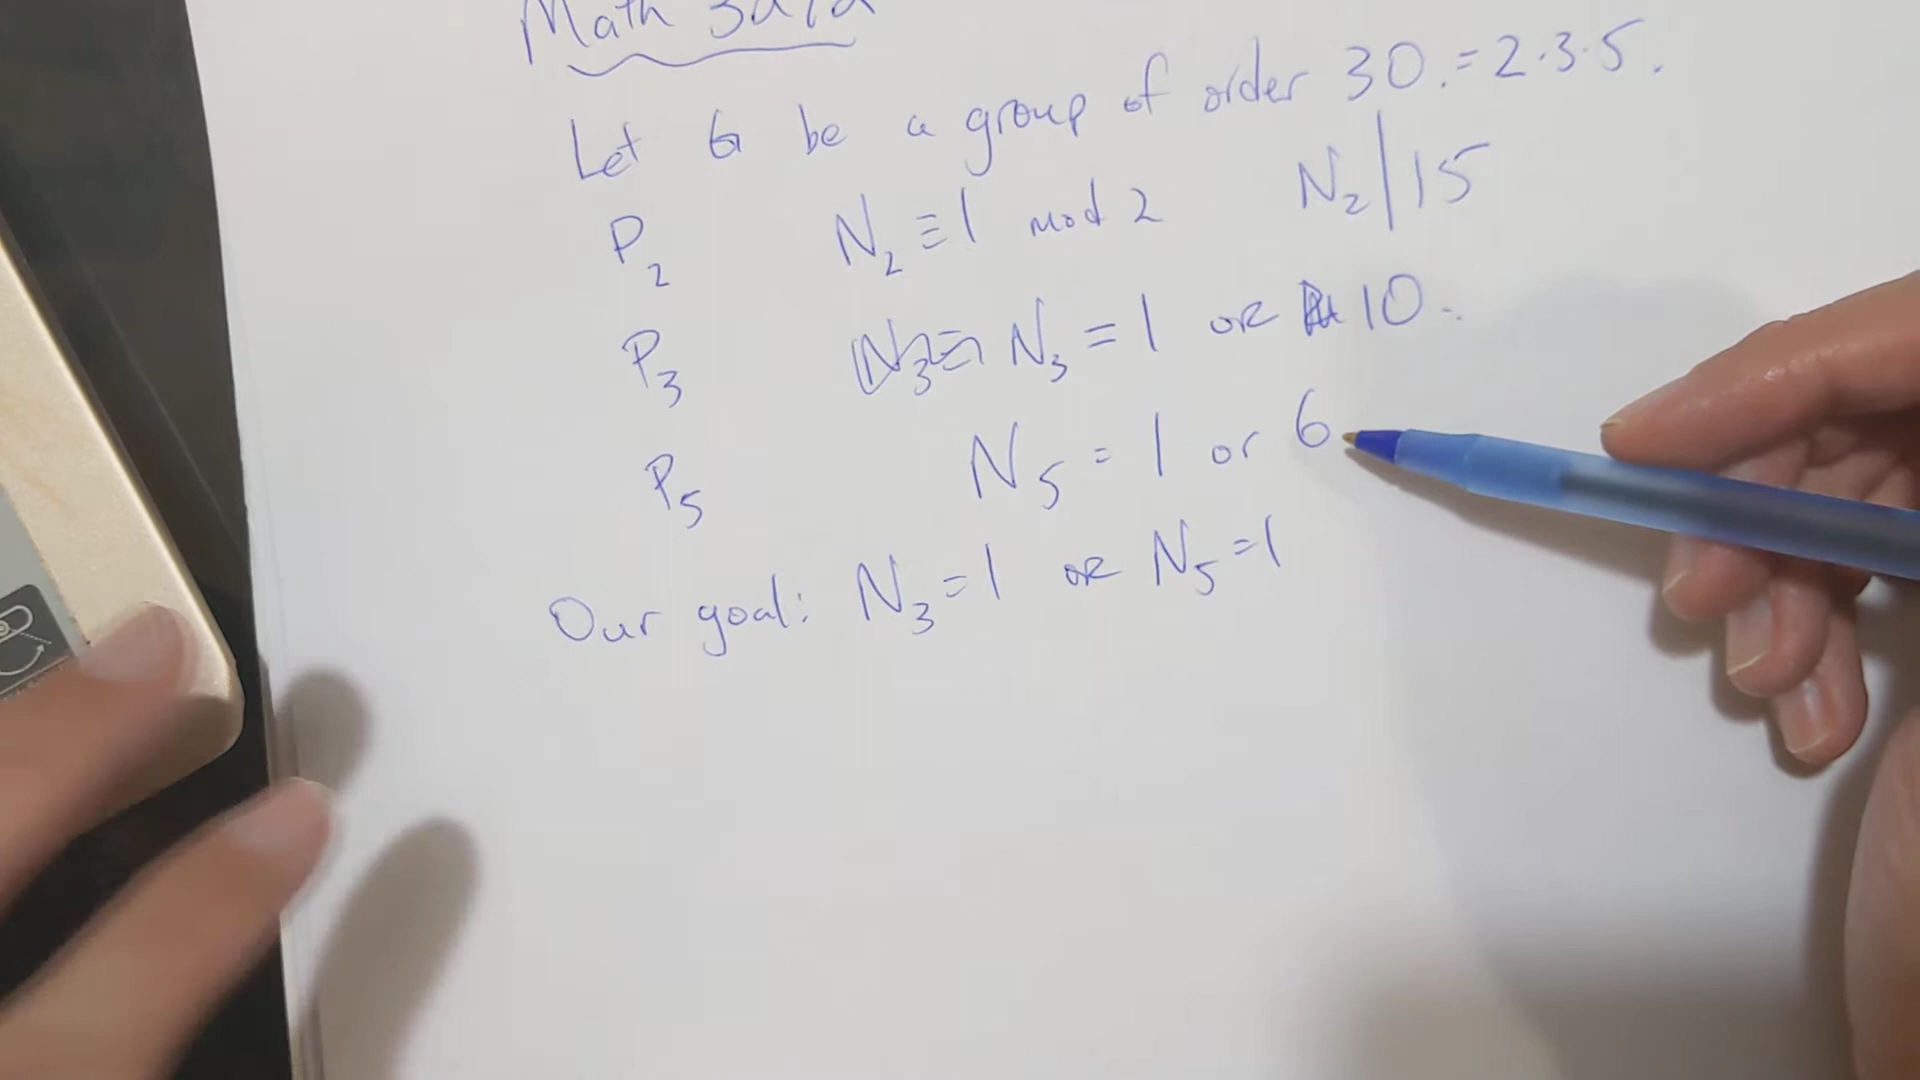 Math
Let G be a group of order 30. = 2·3·5.
P₂ N₂ ≡ 1 mod 2 N₂ | 15
P₃ N₃ = 1 or 10.
P₅ N₅ = 1 or 6
Our goal: N₃ = 1 or N₅ = 1